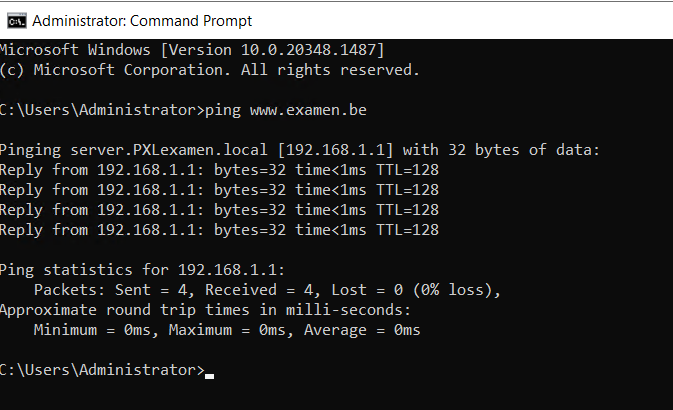 Administrator: Command Prompt
Microsoft Windows [Version 10.0.20348.1487]
(c) Microsoft Corporation. All rights reserved.
C:\Users\Administrator>ping www.examen.be
Pinging server.PXLexamen.local [192.168.1.1] with 32 bytes of data:
Reply from 192.168.1.1: bytes=32 time<1ms TTL=128
Reply from 192.168.1.1: bytes=32 time<1ms TTL=128
Reply from 192.168.1.1: bytes=32 time<1ms TTL=128
Reply from 192.168.1.1: bytes=32 time<1ms TTL=128
Ping statistics for 192.168.1.1:
    Packets: Sent = 4, Received = 4, Lost = 0 (0% loss),
Approximate round trip times in milli-seconds:
    Minimum = 0ms, Maximum = 0ms, Average = 0ms
C:\Users\Administrator>